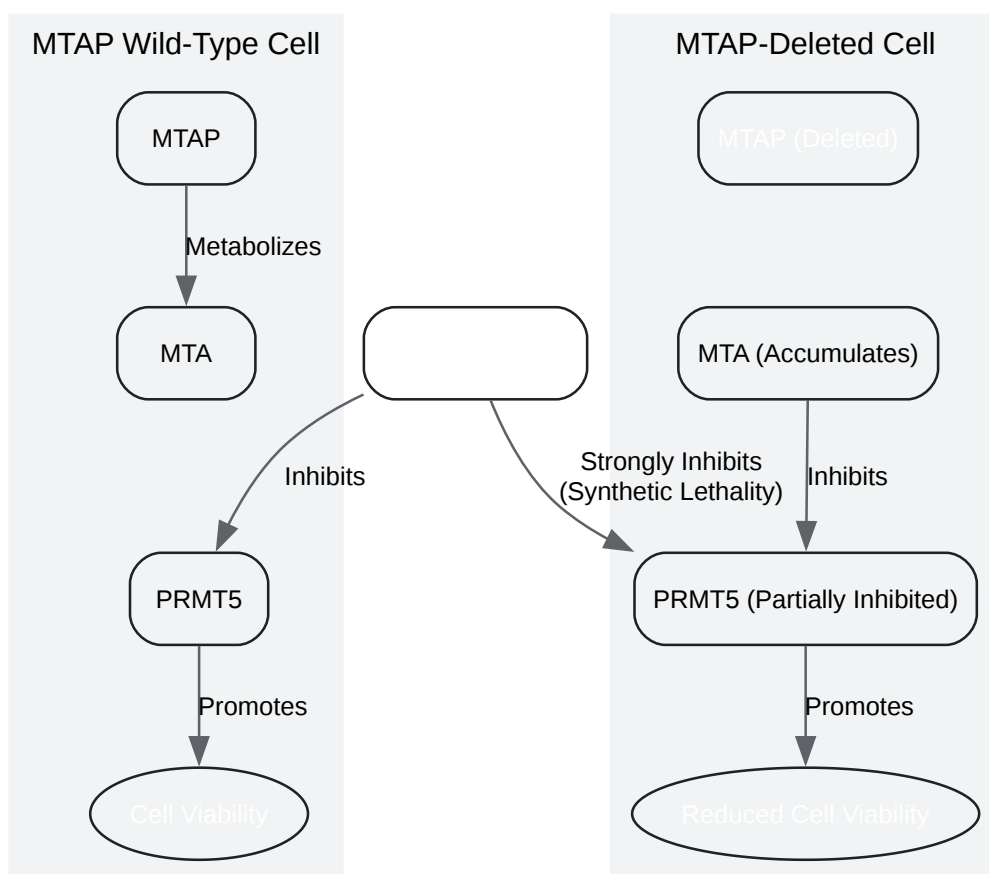 MTAP Wild-Type Cell
MTAP
Metabolizes
MTA
Inhibits
PRMT5
Promotes
Cell Viability
Strongly Inhibits
(Synthetic Lethality)
MTAP-Deleted Cell
MTAP (Deleted)
MTA (Accumulates)
Inhibits
PRMT5 (Partially Inhibited)
Promotes
Reduced Cell Viability